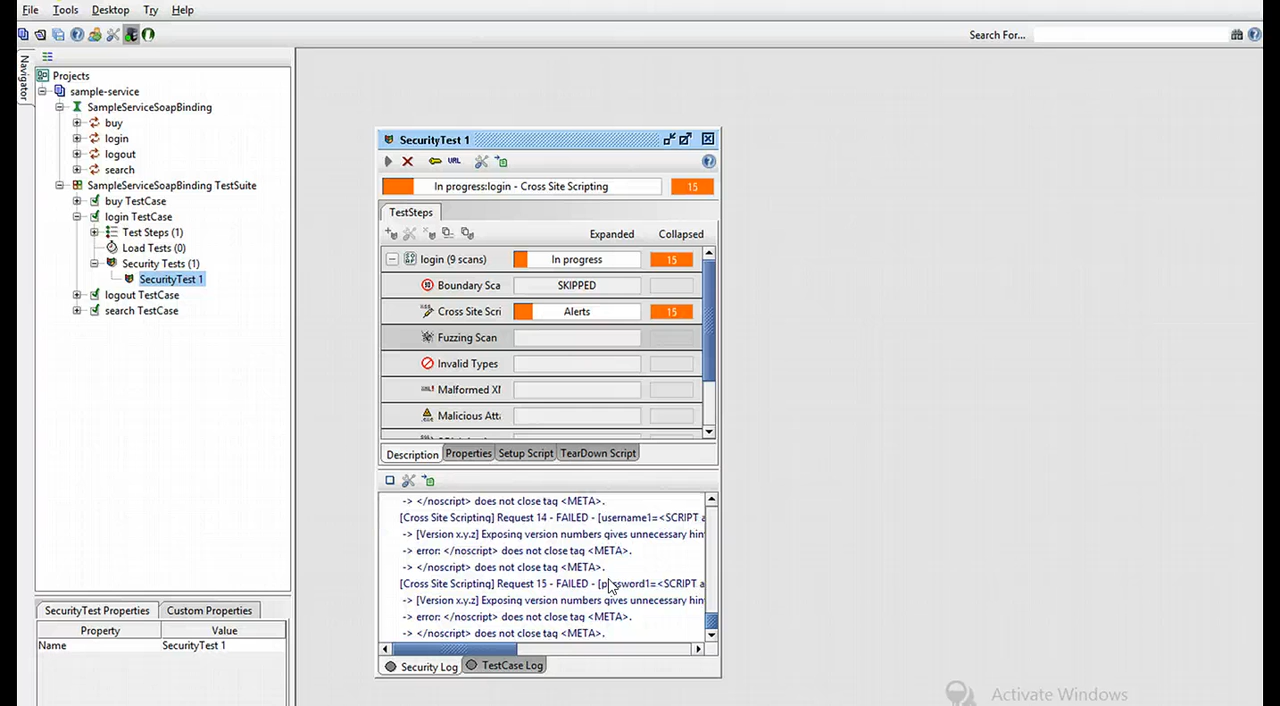 File Tools Desktop Try Help
Search For...
Navigator
Projects
sample-service
SampleServiceSoapBinding
buy
login
logout
search
SampleServiceSoapBinding TestSuite
buy TestCase
login TestCase
Test Steps (1)
Load Tests (0)
Security Tests (1)
SecurityTest 1
logout TestCase
search TestCase
SecurityTest Properties Custom Properties
Property Value
Name SecurityTest 1
SecurityTest 1
URL
In progress:login - Cross Site Scripting 15
TestSteps
Expanded Collapsed
login (9 scans) In progress 15
Boundary Sca SKIPPED
Cross Site Scri Alerts 15
Fuzzing Scan
Invalid Types
Malformed XI
Malicious Att
Description Properties Setup Script TearDown Script
-> </noscript> does not close tag <META>.
[Cross Site Scripting] Request 14 - FAILED - [username1=<SCRIPT a
-> [Version x.y.z] Exposing version numbers gives unnecessary hin
-> error: </noscript> does not close tag <META>.
-> </noscript> does not close tag <META>.
[Cross Site Scripting] Request 15 - FAILED - [password1=<SCRIPT a
-> [Version x.y.z] Exposing version numbers gives unnecessary hin
-> error: </noscript> does not close tag <META>.
-> </noscript> does not close tag <META>.
Security Log TestCase Log
Activate Windows